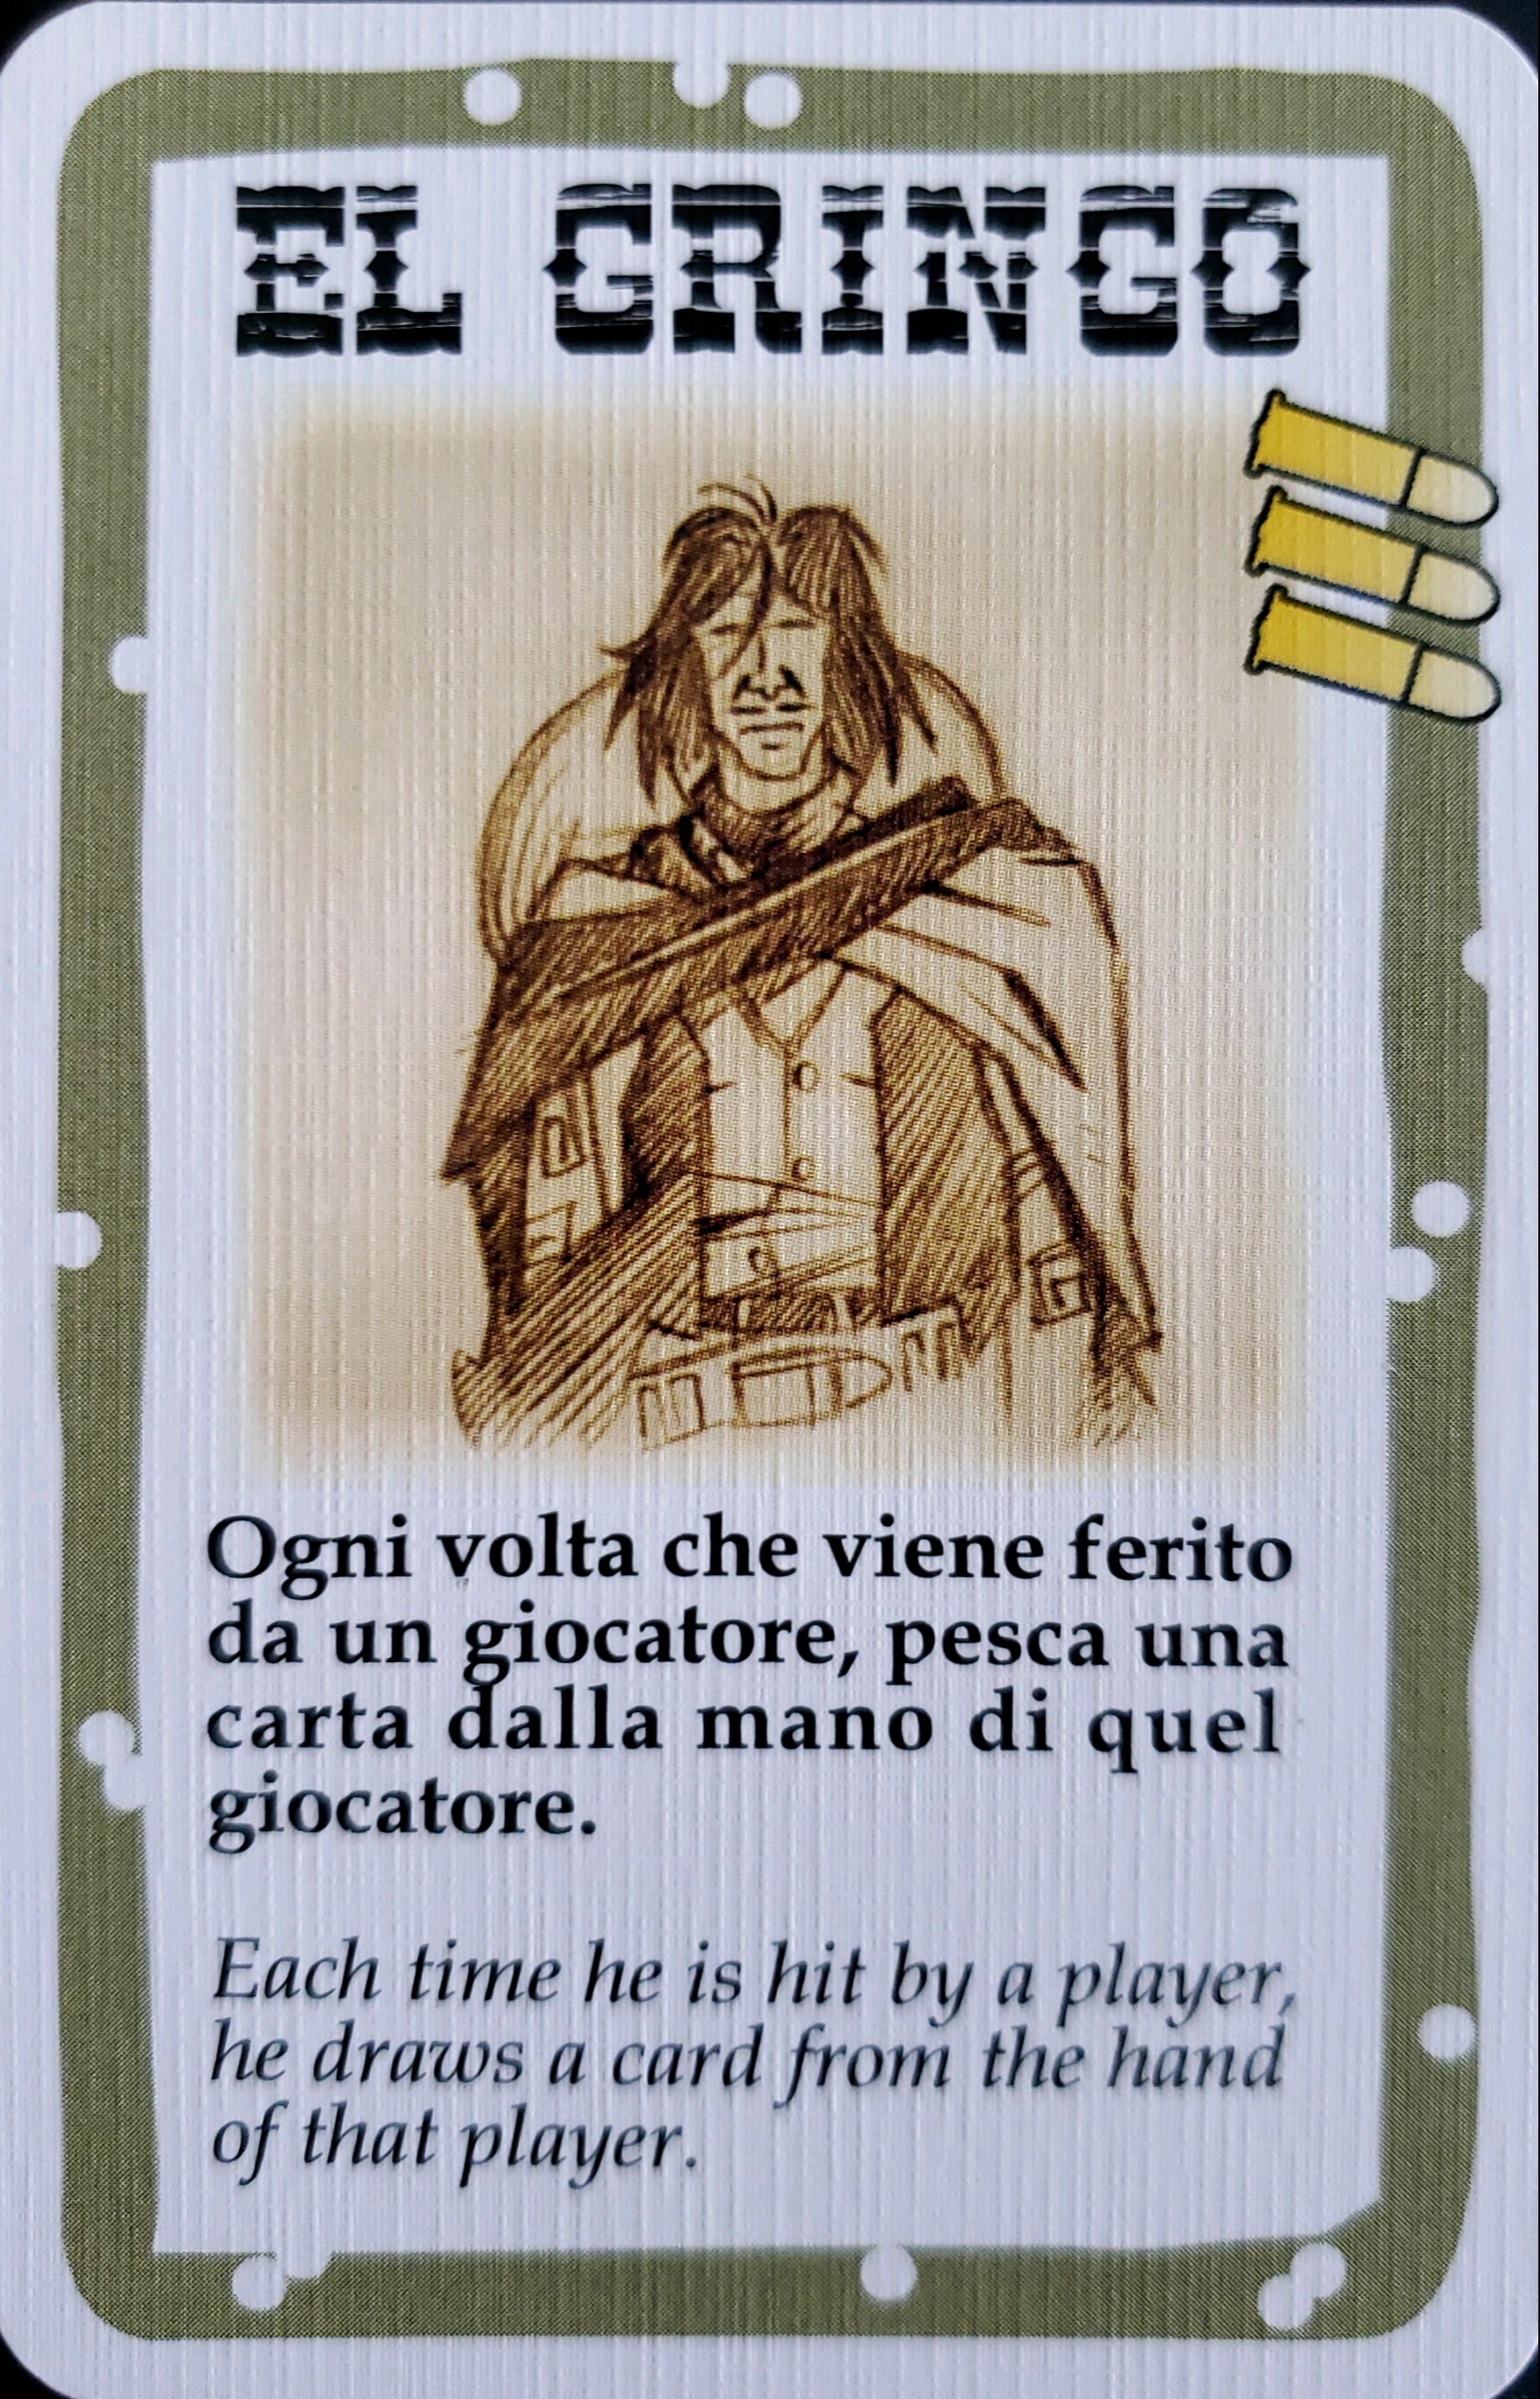 EL GRINGO
Ogni volta che viene ferito
da un giocatore, pesca una
carta dalla mano di quel
giocatore.
Each time he is hit by a player,
he draws a card from the hand
of that player.